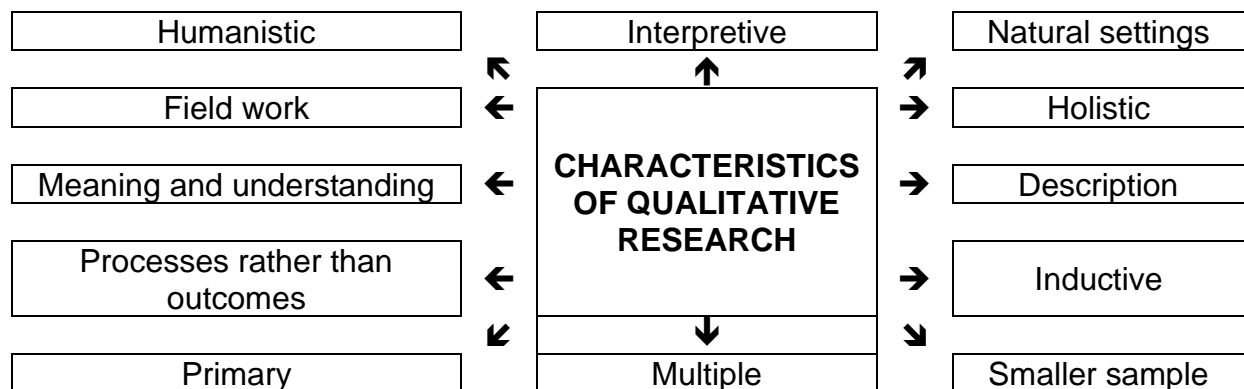 Humanistic
Interpretive
Natural settings
Field work
Holistic
Meaning and understanding
CHARACTERISTICS
OF QUALITATIVE
RESEARCH
Description
Processes rather than
outcomes
Inductive
Primary
Multiple
Smaller sample